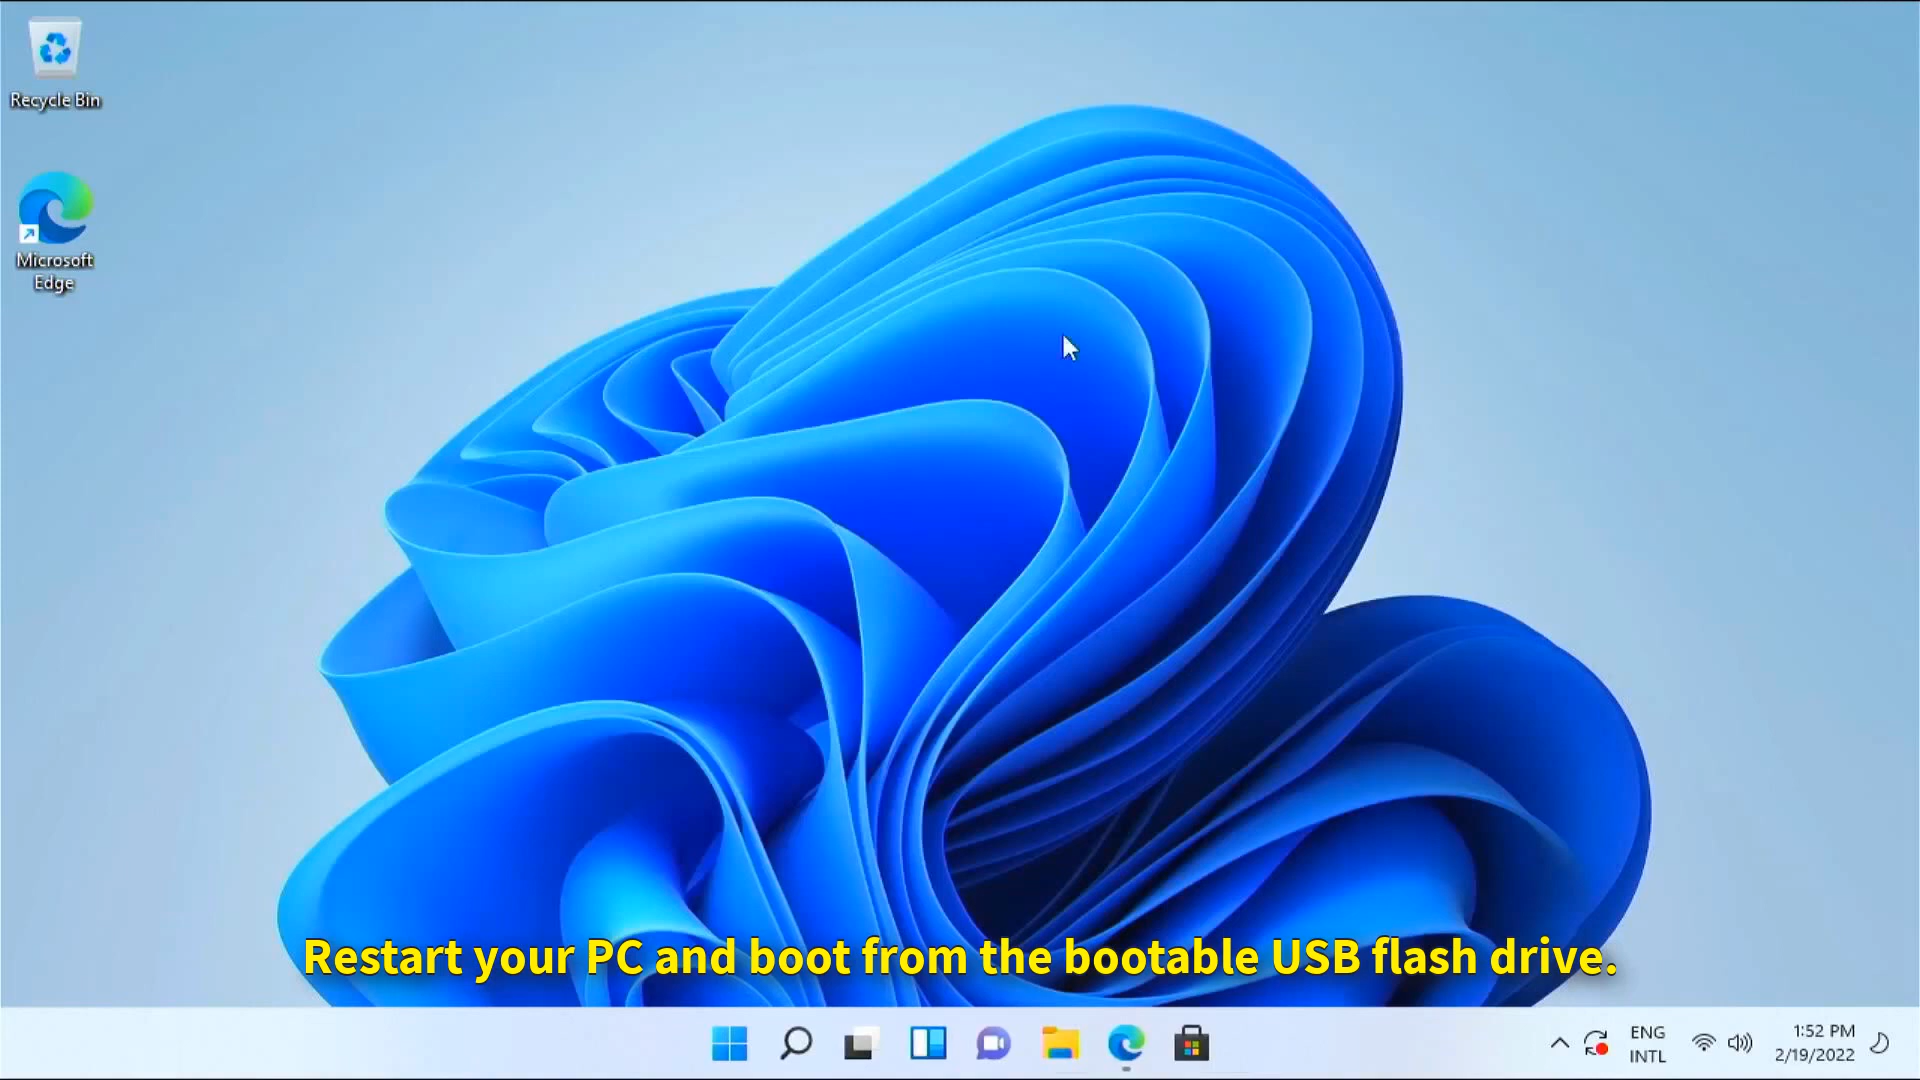 Recycle Bin
Microsoft
Edge
Restart your PC and boot from the bootable USB flash drive.
ENG
INTL
1:52 PM
2/19/2022